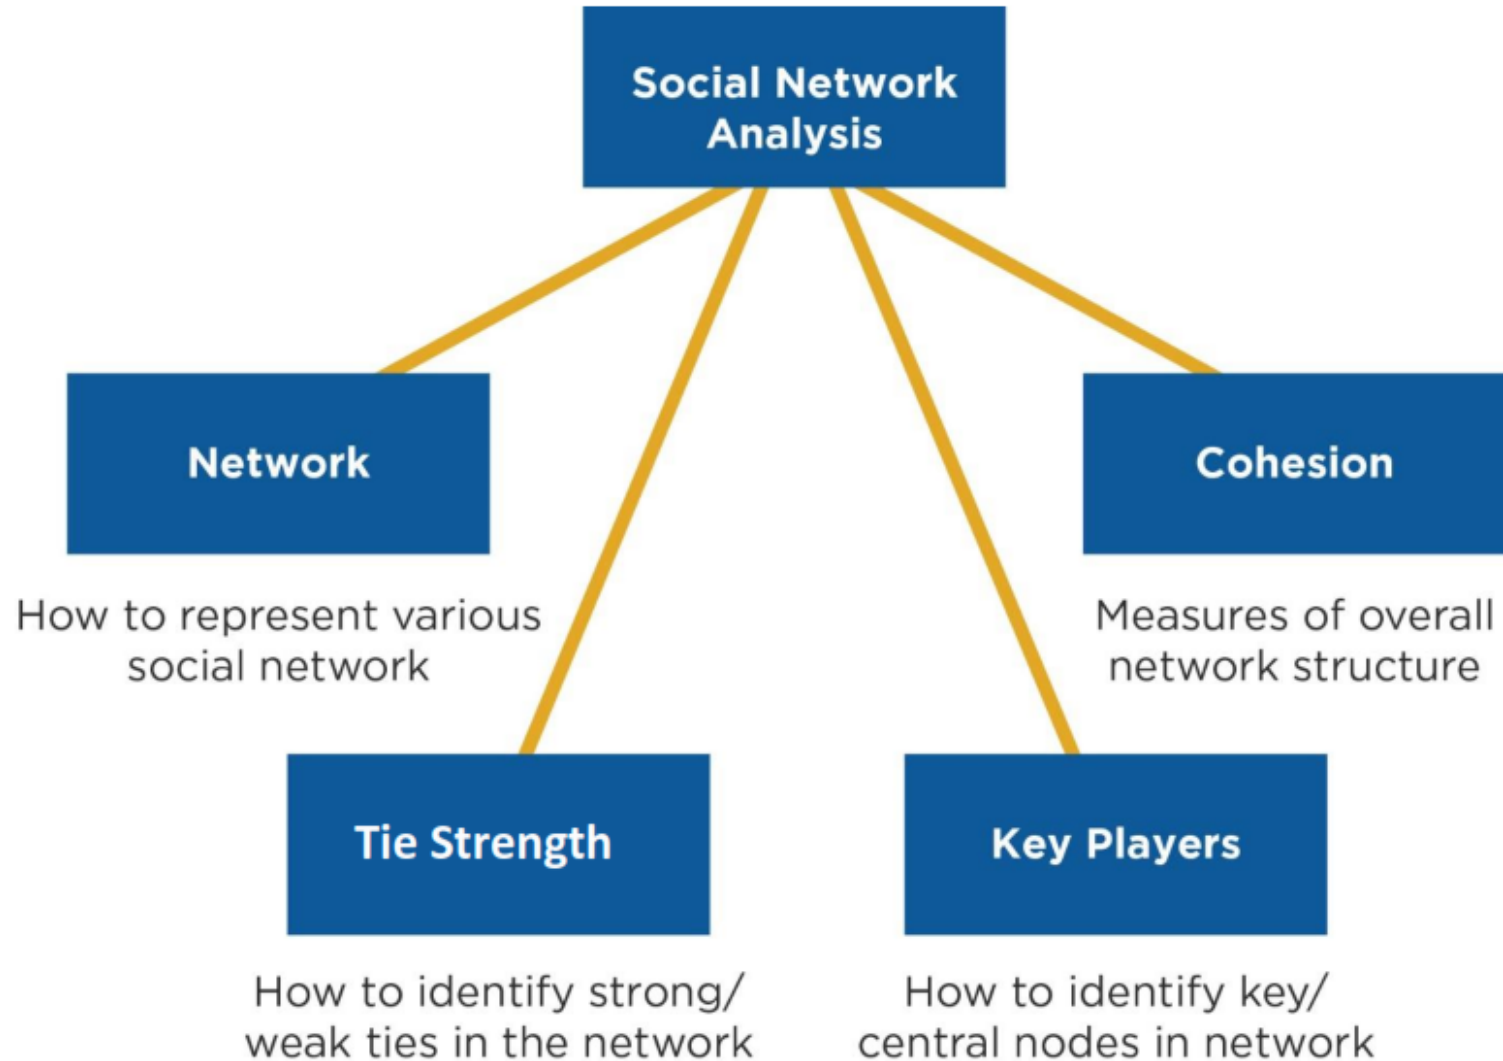 Social Network
Analysis
Network
How to represent various
social network
Cohesion
Measures of overall
network structure
Tie Strength
How to identify strong/
weak ties in the network
Key Players
How to identify key/
central nodes in network